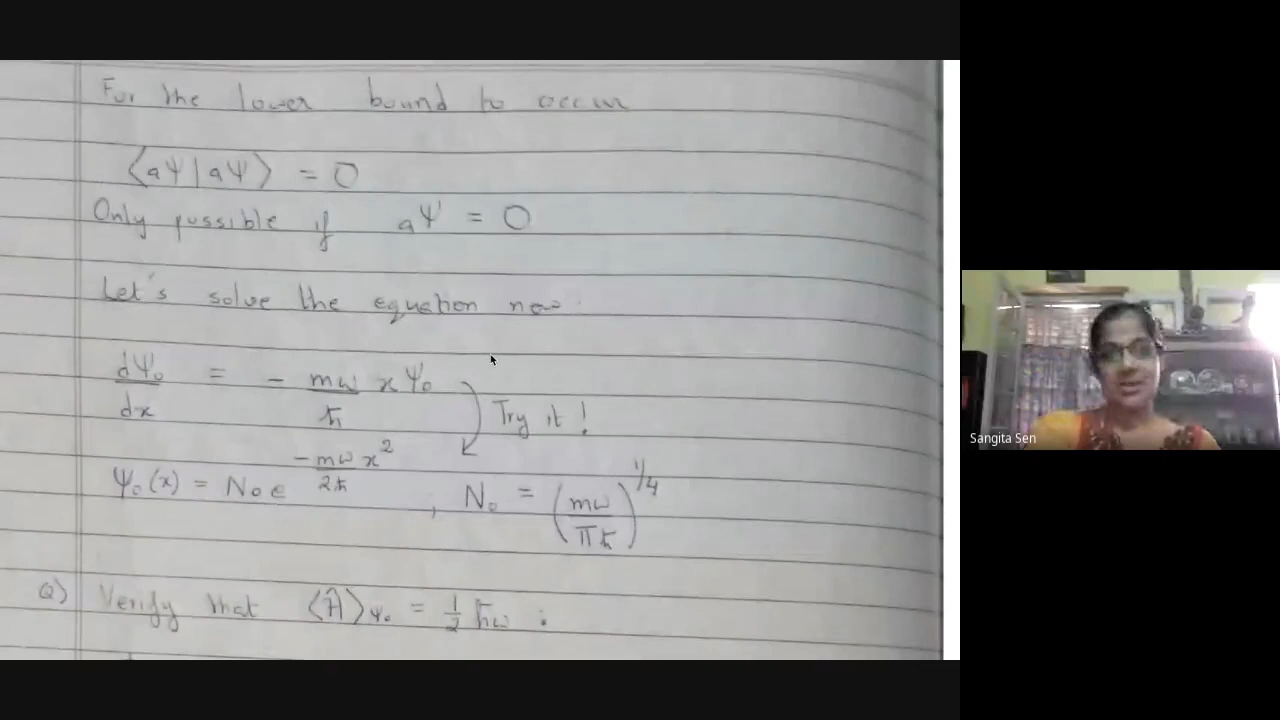 For the lower bound to occur
⟨aΨ|aΨ⟩ = 0
Only possible if aΨ = 0
Let's solve the equation now.
dΨ₀/dx = - mω/ħ x Ψ₀
Try it!
Ψ₀(x) = N₀ e^(-mω/2ħ x²) , N₀ = (mω/πħ)^1/4
Q) Verify that ⟨Ĥ⟩Ψ₀ = 1/2 ħω :
Sangita Sen